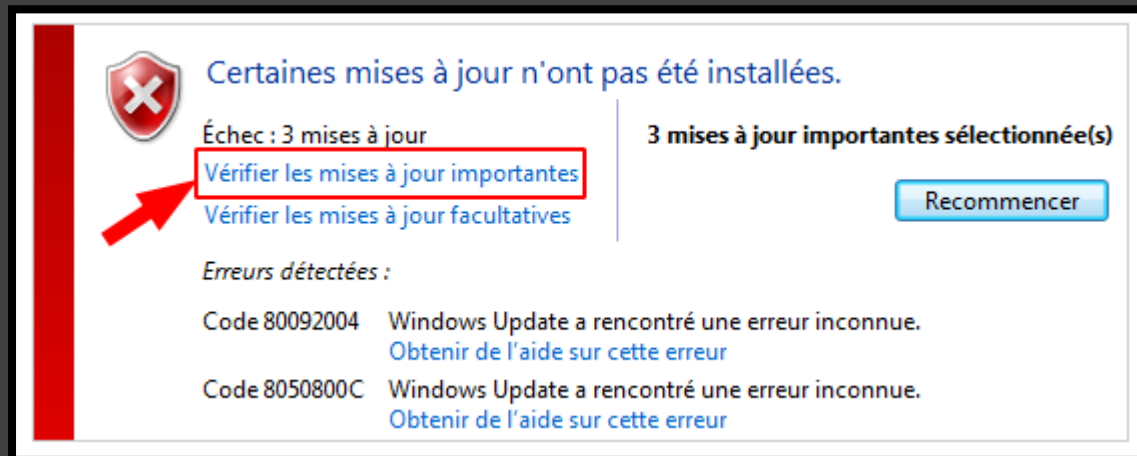 Certaines mises à jour n'ont pas été installées.
Échec : 3 mises à jour
Vérifier les mises à jour importantes
Vérifier les mises à jour facultatives
3 mises à jour importantes sélectionnée(s)
Recommencer
Erreurs détectées :
Code 80092004 Windows Update a rencontré une erreur inconnue.
Obtenir de l'aide sur cette erreur
Code 8050800C Windows Update a rencontré une erreur inconnue.
Obtenir de l'aide sur cette erreur